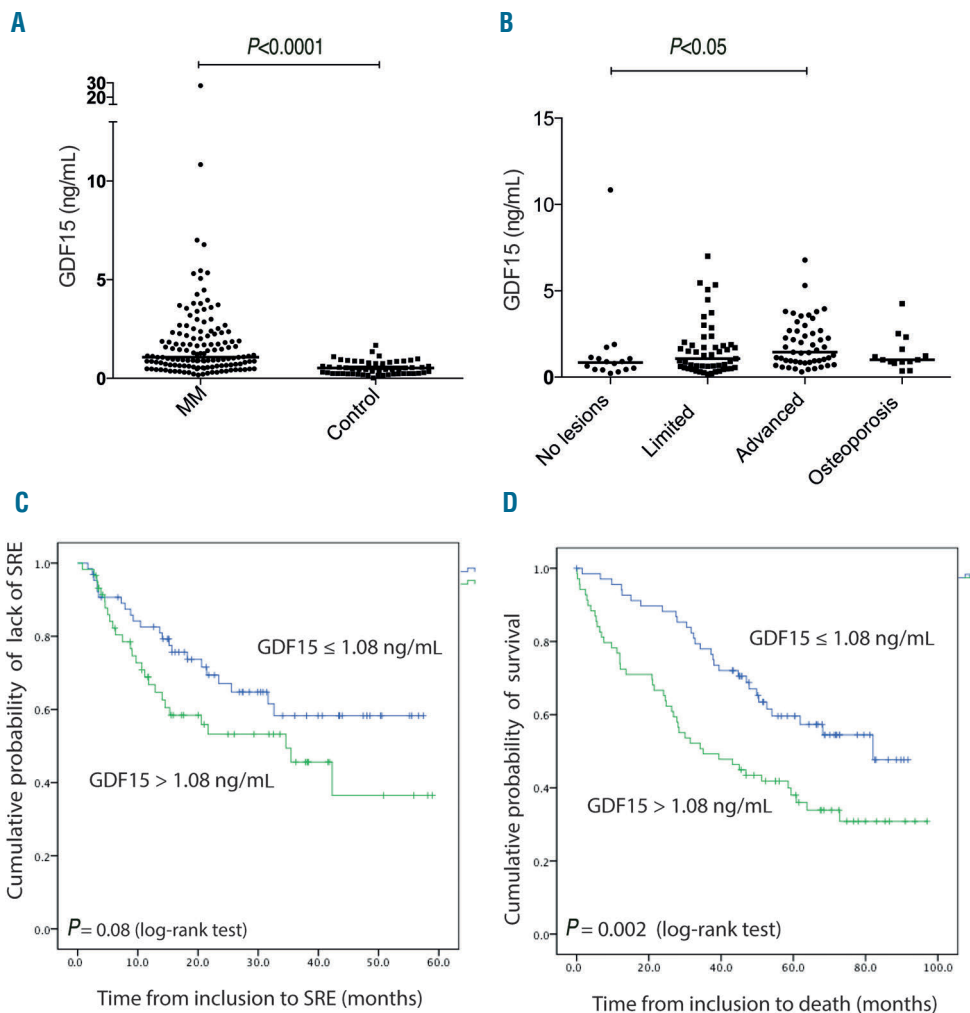 A
P<0.0001
GDF15 (ng/mL)
30
20
10
5
0
MM
Control
B
P<0.05
GDF15 (ng/mL)
15
10
5
0
No lesions
Limited
Advanced
Osteoporosis
C
Cumulative probability of lack of SRE
1.0
0.8
0.6
0.4
0.2
0.0
GDF15 ≤ 1.08 ng/mL
GDF15 > 1.08 ng/mL
P = 0.08 (log-rank test)
0.0 10.0 20.0 30.0 40.0 50.0 60.0
Time from inclusion to SRE (months)
D
Cumulative probability of survival
1.0
0.8
0.6
0.4
0.2
0.0
GDF15 ≤ 1.08 ng/mL
GDF15 > 1.08 ng/mL
P = 0.002 (log-rank test)
0.0 20.0 40.0 60.0 80.0 100.0
Time from inclusion to death (months)